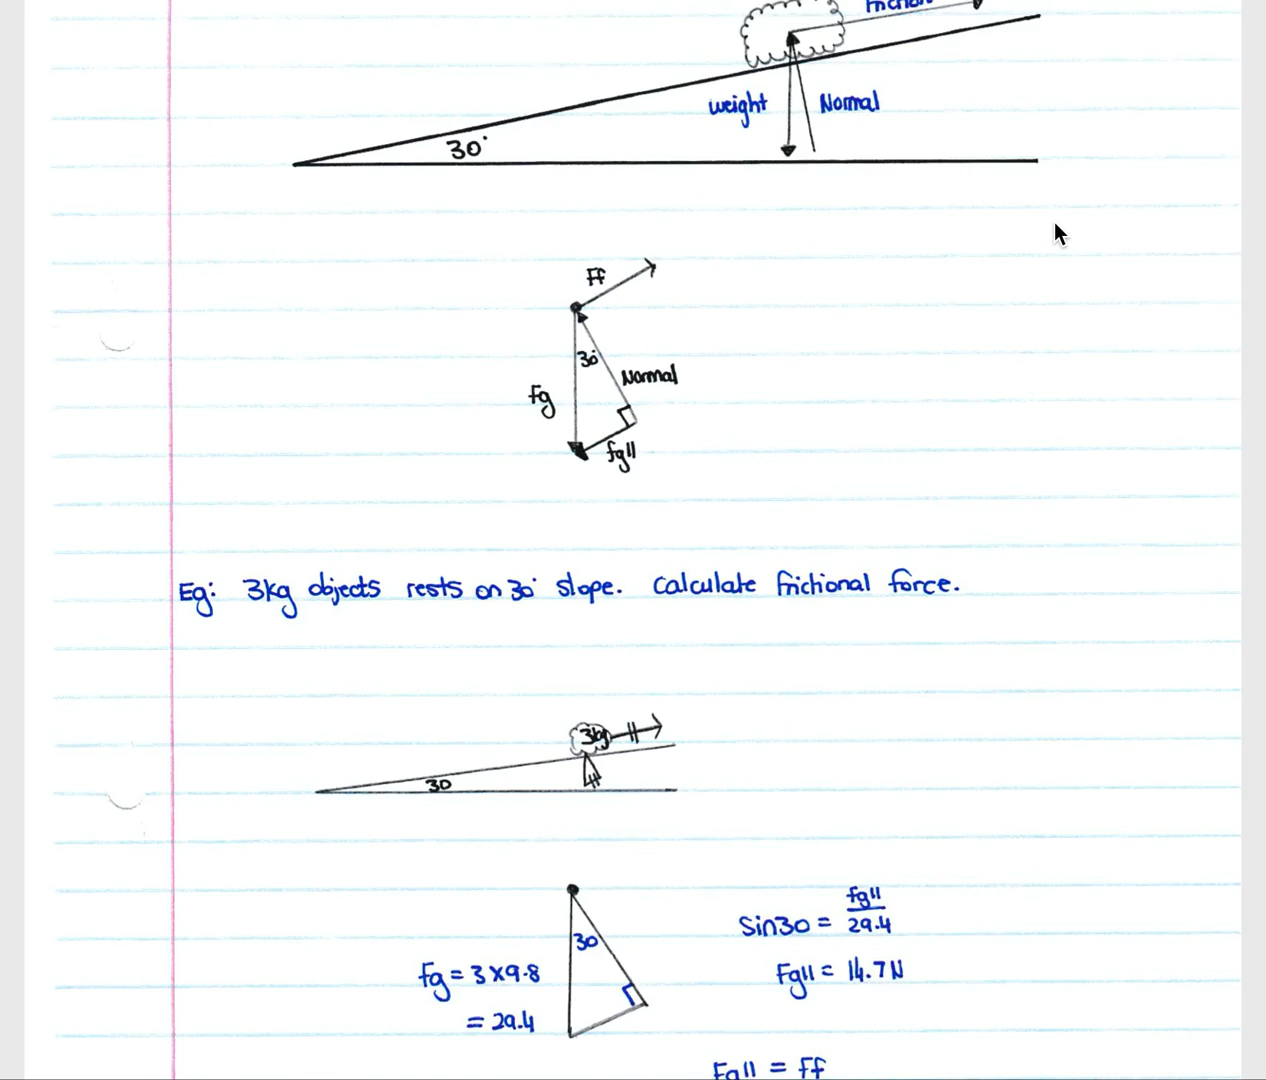 Friction
weight Normal
30°
Ff
30
Normal
Fg
fg||
Eg: 3kg objects rests on 30° slope. Calculate frictional force.
3kg
30
30
Fg = 3 x 9.8
= 29.4
Sin30 = fg|| / 29.4
Fg|| = 14.7N
Fg|| = Ff